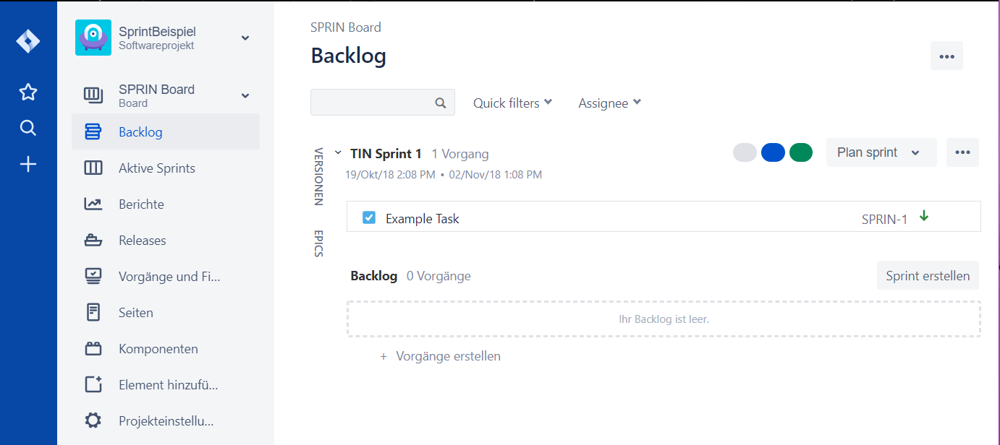 SprintBeispiel
Softwareprojekt
SPRIN Board
Board
Backlog
Aktive Sprints
Berichte
Releases
Vorgänge und Fi...
Seiten
Komponenten
Element hinzufü...
Projekteinstellu...
SPRIN Board
Backlog
Quick filters
Assignee
VERSIONEN
EPICS
TIN Sprint 1 1 Vorgang
Plan sprint
19/Okt/18 2:08 PM • 02/Nov/18 1:08 PM
Example Task SPRIN-1
Backlog 0 Vorgänge
Sprint erstellen
Ihr Backlog ist leer.
+ Vorgänge erstellen